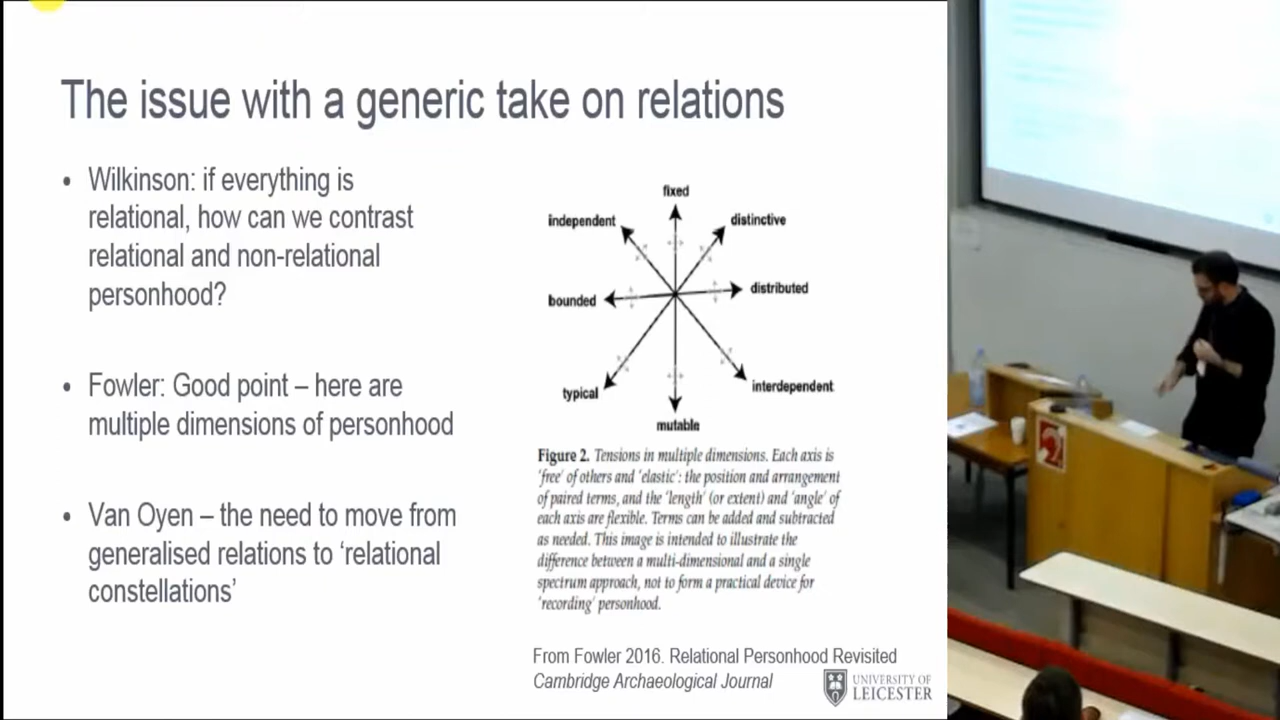 The issue with a generic take on relations
• Wilkinson: if everything is
relational, how can we contrast
relational and non-relational
personhood?
• Fowler: Good point – here are
multiple dimensions of personhood
• Van Oyen – the need to move from
generalised relations to ‘relational
constellations’
fixed
independent
distinctive
distributed
bounded
typical
interdependent
mutable
Figure 2. Tensions in multiple dimensions. Each axis is
'free' of others and 'elastic': the position and arrangement
of paired terms, and the 'length' (or extent) and 'angle' of
each axis are flexible. Terms can be added and subtracted
as needed. This image is intended to illustrate the
difference between a multi-dimensional and a single
spectrum approach, not to form a practical device for
'recording' personhood.
From Fowler 2016. Relational Personhood Revisited
Cambridge Archaeological Journal
UNIVERSITY OF
LEICESTER